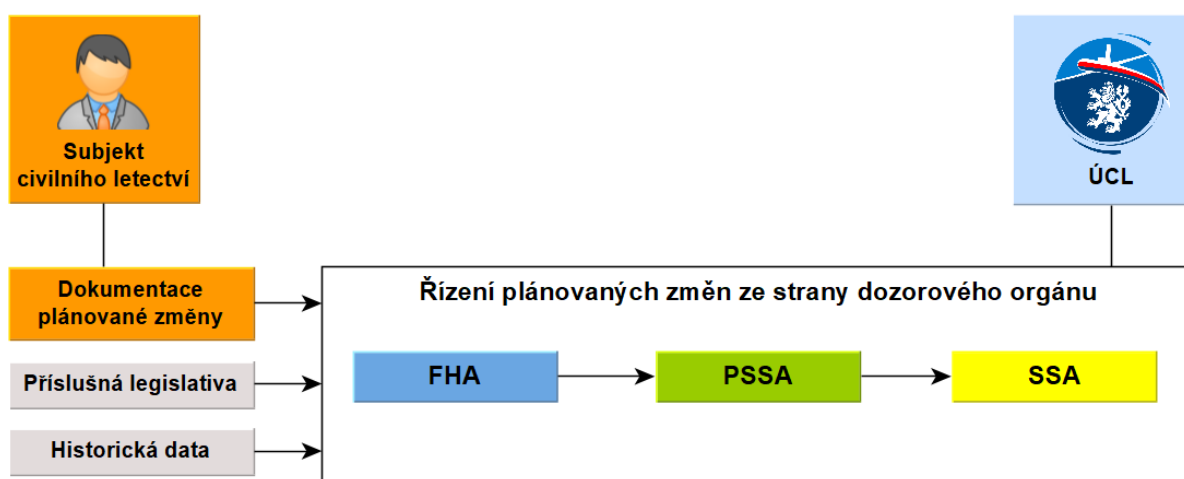 Subjekt
civilního letectví
ÚCL
Dokumentace
plánované změny
Řízení plánovaných změn ze strany dozorového orgánu
FHA
PSSA
SSA
Příslušná legislativa
Historická data